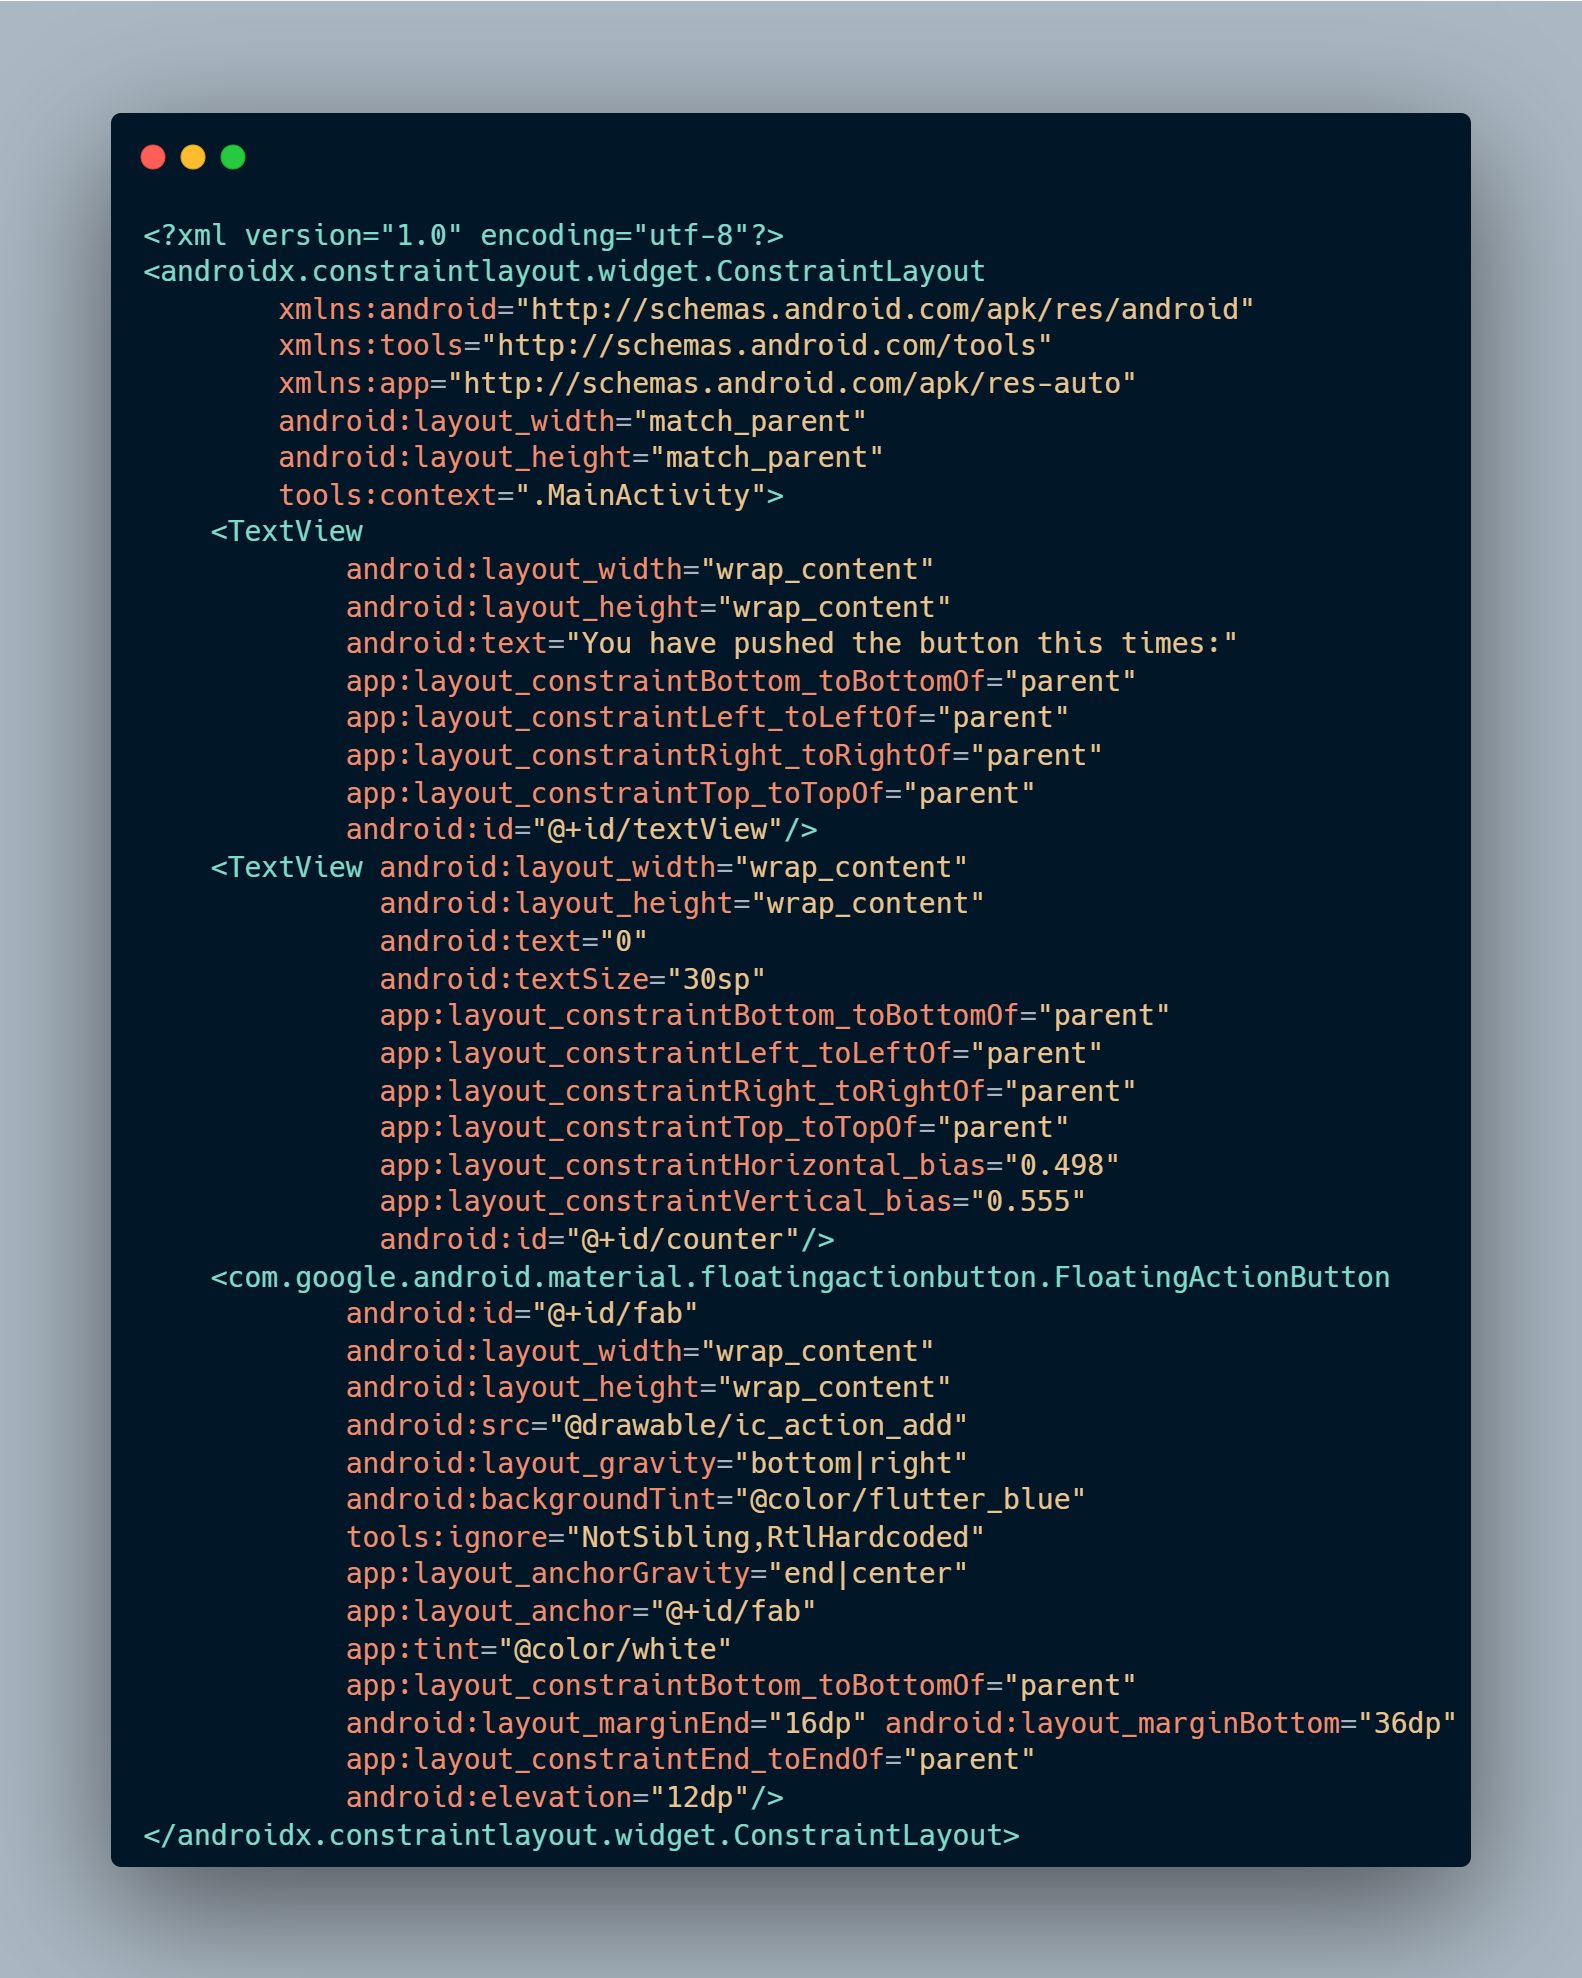 <?xml version="1.0" encoding="utf-8"?>
<androidx.constraintlayout.widget.ConstraintLayout
        xmlns:android="http://schemas.android.com/apk/res/android"
        xmlns:tools="http://schemas.android.com/tools"
        xmlns:app="http://schemas.android.com/apk/res-auto"
        android:layout_width="match_parent"
        android:layout_height="match_parent"
        tools:context=".MainActivity">
    <TextView
            android:layout_width="wrap_content"
            android:layout_height="wrap_content"
            android:text="You have pushed the button this times:"
            app:layout_constraintBottom_toBottomOf="parent"
            app:layout_constraintLeft_toLeftOf="parent"
            app:layout_constraintRight_toRightOf="parent"
            app:layout_constraintTop_toTopOf="parent"
            android:id="@+id/textView"/>
    <TextView android:layout_width="wrap_content"
              android:layout_height="wrap_content"
              android:text="0"
              android:textSize="30sp"
              app:layout_constraintBottom_toBottomOf="parent"
              app:layout_constraintLeft_toLeftOf="parent"
              app:layout_constraintRight_toRightOf="parent"
              app:layout_constraintTop_toTopOf="parent"
              app:layout_constraintHorizontal_bias="0.498"
              app:layout_constraintVertical_bias="0.555"
              android:id="@+id/counter"/>
    <com.google.android.material.floatingactionbutton.FloatingActionButton
            android:id="@+id/fab"
            android:layout_width="wrap_content"
            android:layout_height="wrap_content"
            android:src="@drawable/ic_action_add"
            android:layout_gravity="bottom|right"
            android:backgroundTint="@color/flutter_blue"
            tools:ignore="NotSibling,RtlHardcoded"
            app:layout_anchorGravity="end|center"
            app:layout_anchor="@+id/fab"
            app:tint="@color/white"
            app:layout_constraintBottom_toBottomOf="parent"
            android:layout_marginEnd="16dp" android:layout_marginBottom="36dp"
            app:layout_constraintEnd_toEndOf="parent"
            android:elevation="12dp"/>
</androidx.constraintlayout.widget.ConstraintLayout>